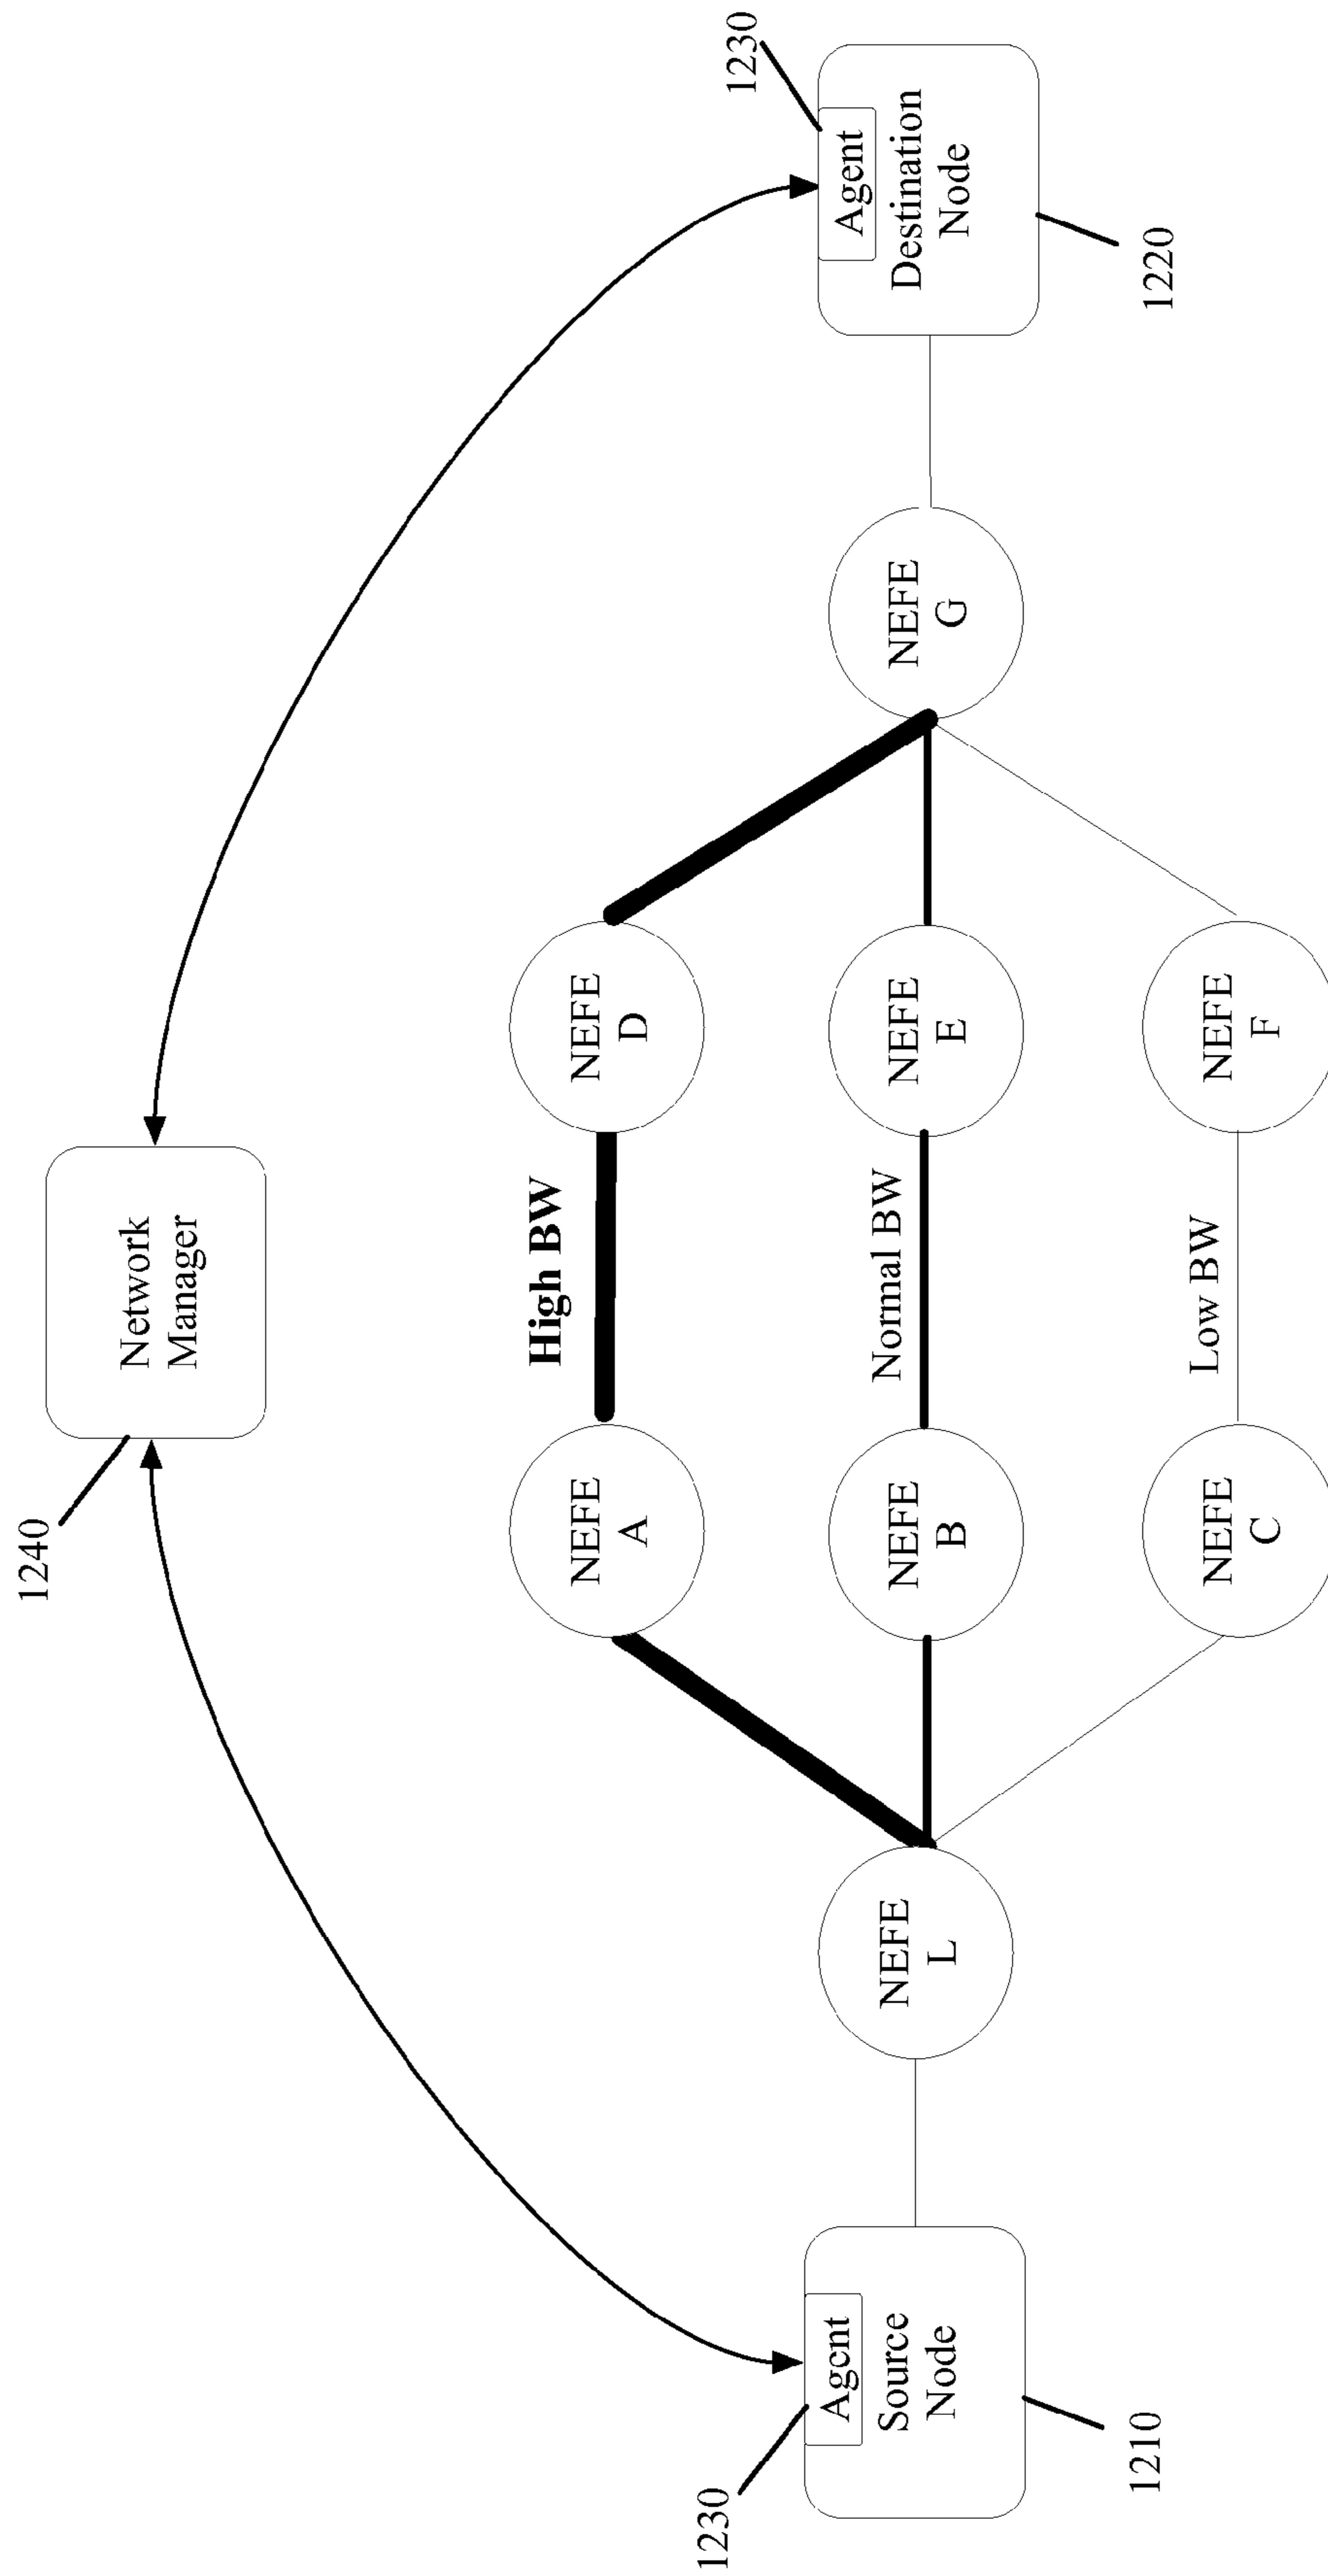 1240
Network
Manager
1230
Agent
Destination
Node
1220
High BW
NEFE
A
NEFE
D
NEFE
L
NEFE
B
Normal BW
NEFE
E
NEFE
G
NEFE
C
Low BW
NEFE
F
1230
Agent
Source
Node
1210